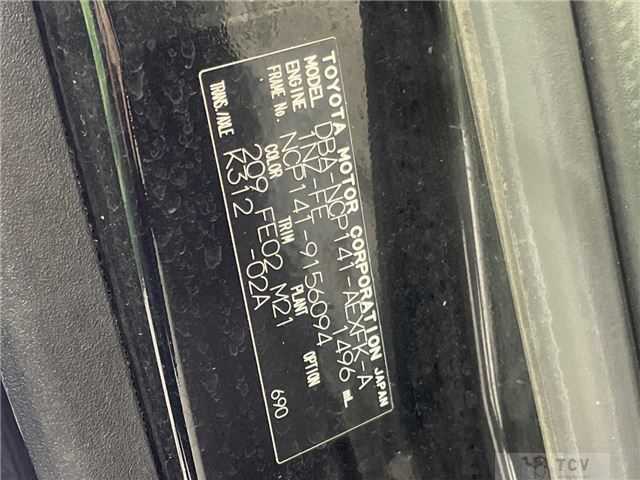 TOYOTA MOTOR CORPORATION JAPAN
MODEL DBA-NCP141-AEXFK-A
ENGINE 1NZ-FE 1496 mL
FRAME No. NCP141-9156094
COLOR TRIM PLANT OPTION
209 FE02 M21
TRANS./AXLE K312 -02A
690
TCV